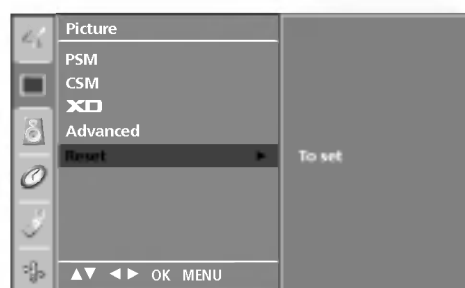 Picture
PSM
CSM
XD
Advanced
Reset ► To set
▲▼ ◄► OK MENU